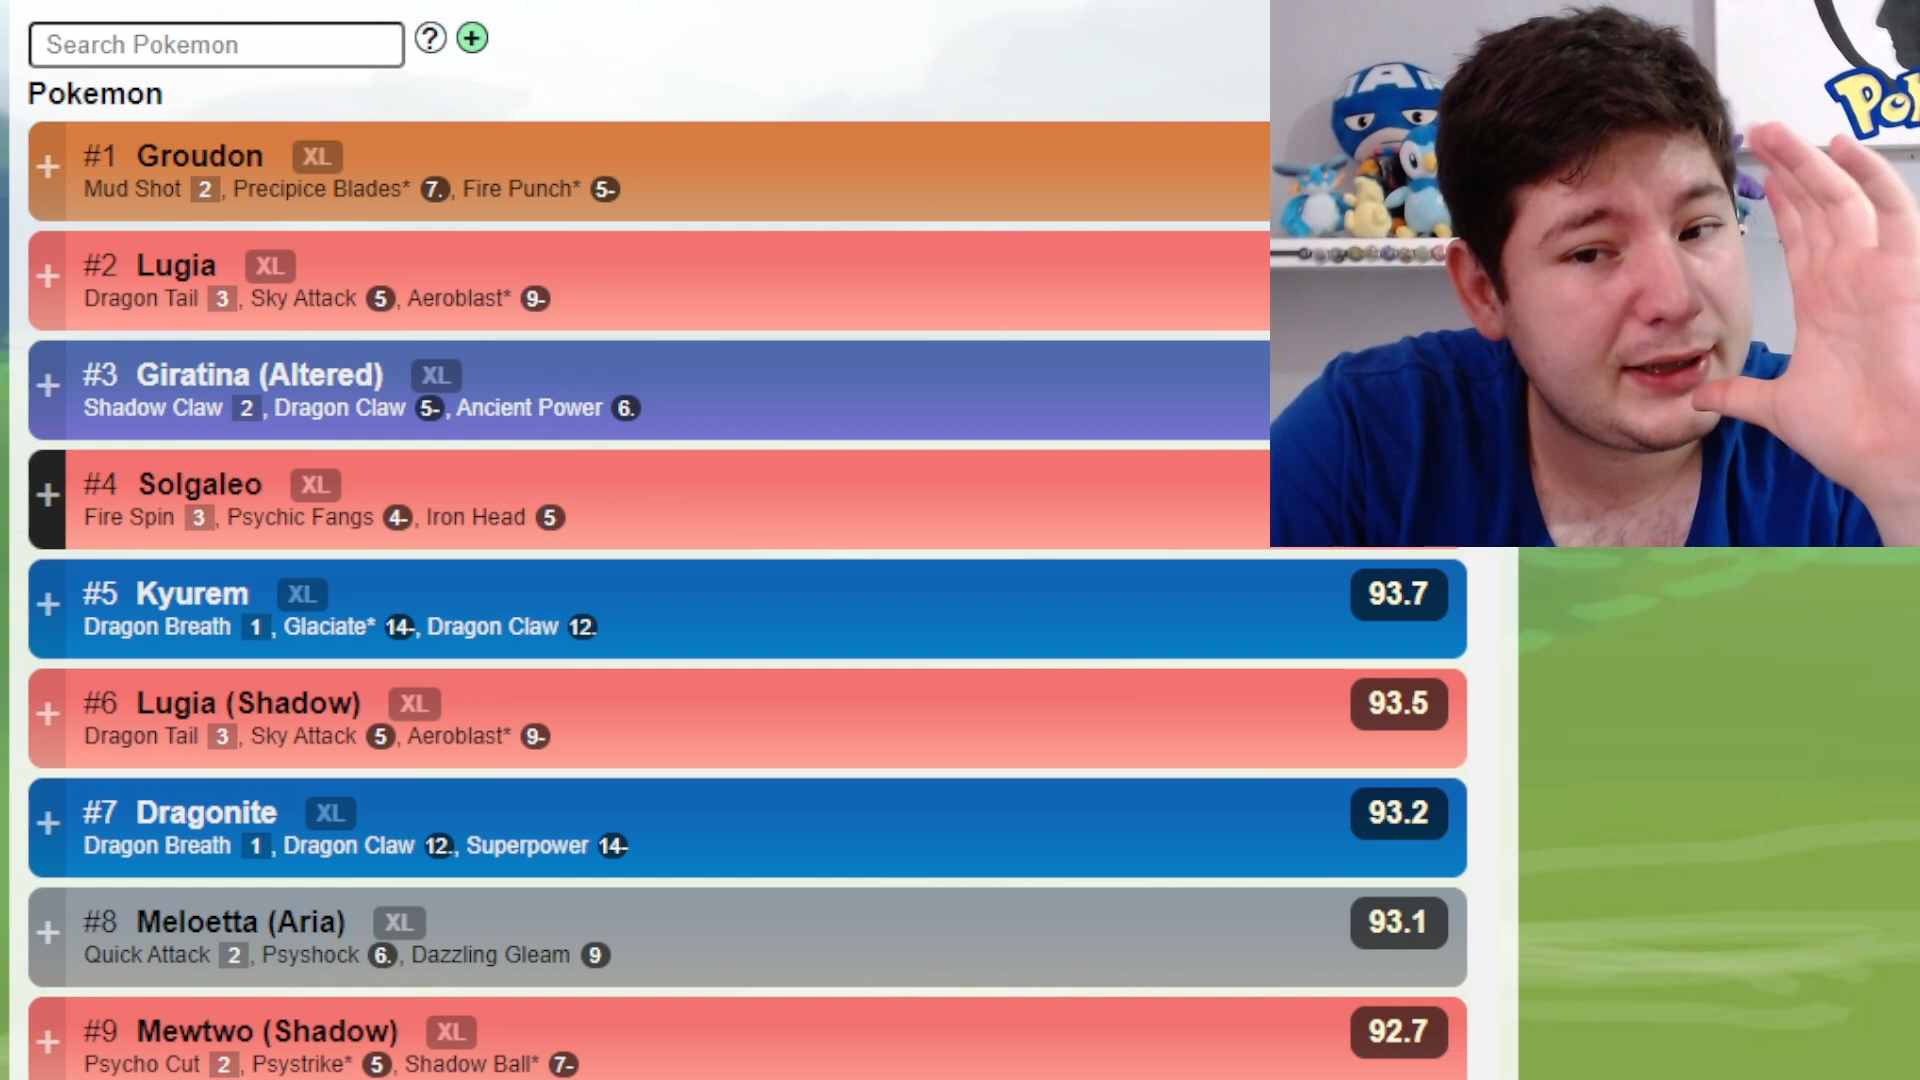 Search Pokemon ? +
Pokemon
+ #1 Groudon XL
Mud Shot 2, Precipice Blades* 7., Fire Punch* 5-
+ #2 Lugia XL
Dragon Tail 3, Sky Attack 5, Aeroblast* 9-
+ #3 Giratina (Altered) XL
Shadow Claw 2, Dragon Claw 5-, Ancient Power 6.
+ #4 Solgaleo XL
Fire Spin 3, Psychic Fangs 4-, Iron Head 5
+ #5 Kyurem XL 93.7
Dragon Breath 1, Glaciate* 14-, Dragon Claw 12.
+ #6 Lugia (Shadow) XL 93.5
Dragon Tail 3, Sky Attack 5, Aeroblast* 9-
+ #7 Dragonite XL 93.2
Dragon Breath 1, Dragon Claw 12., Superpower 14-
+ #8 Meloetta (Aria) XL 93.1
Quick Attack 2, Psyshock 6., Dazzling Gleam 9
+ #9 Mewtwo (Shadow) XL 92.7
Psycho Cut 2, Psystrike* 5, Shadow Ball* 7-